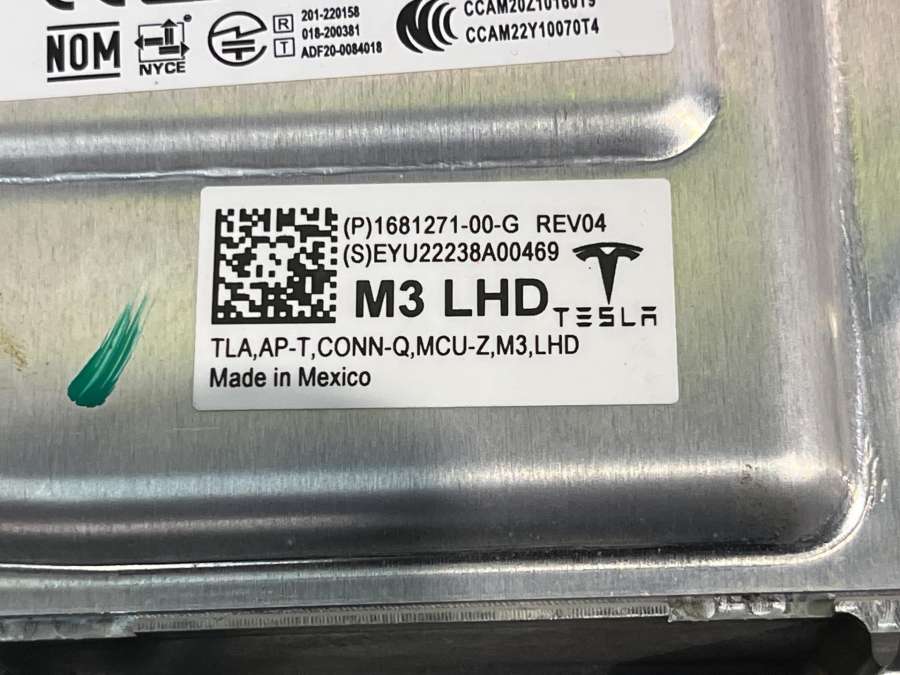 NOM
NYCE
R 201-220158
018-200381
T ADF20-0084018
CCAM22Y10070T4
(P)1681271-00-G REV04
(S)EYU22238A00469
M3 LHD
TESLA
TLA,AP-T,CONN-Q,MCU-Z,M3,LHD
Made in Mexico